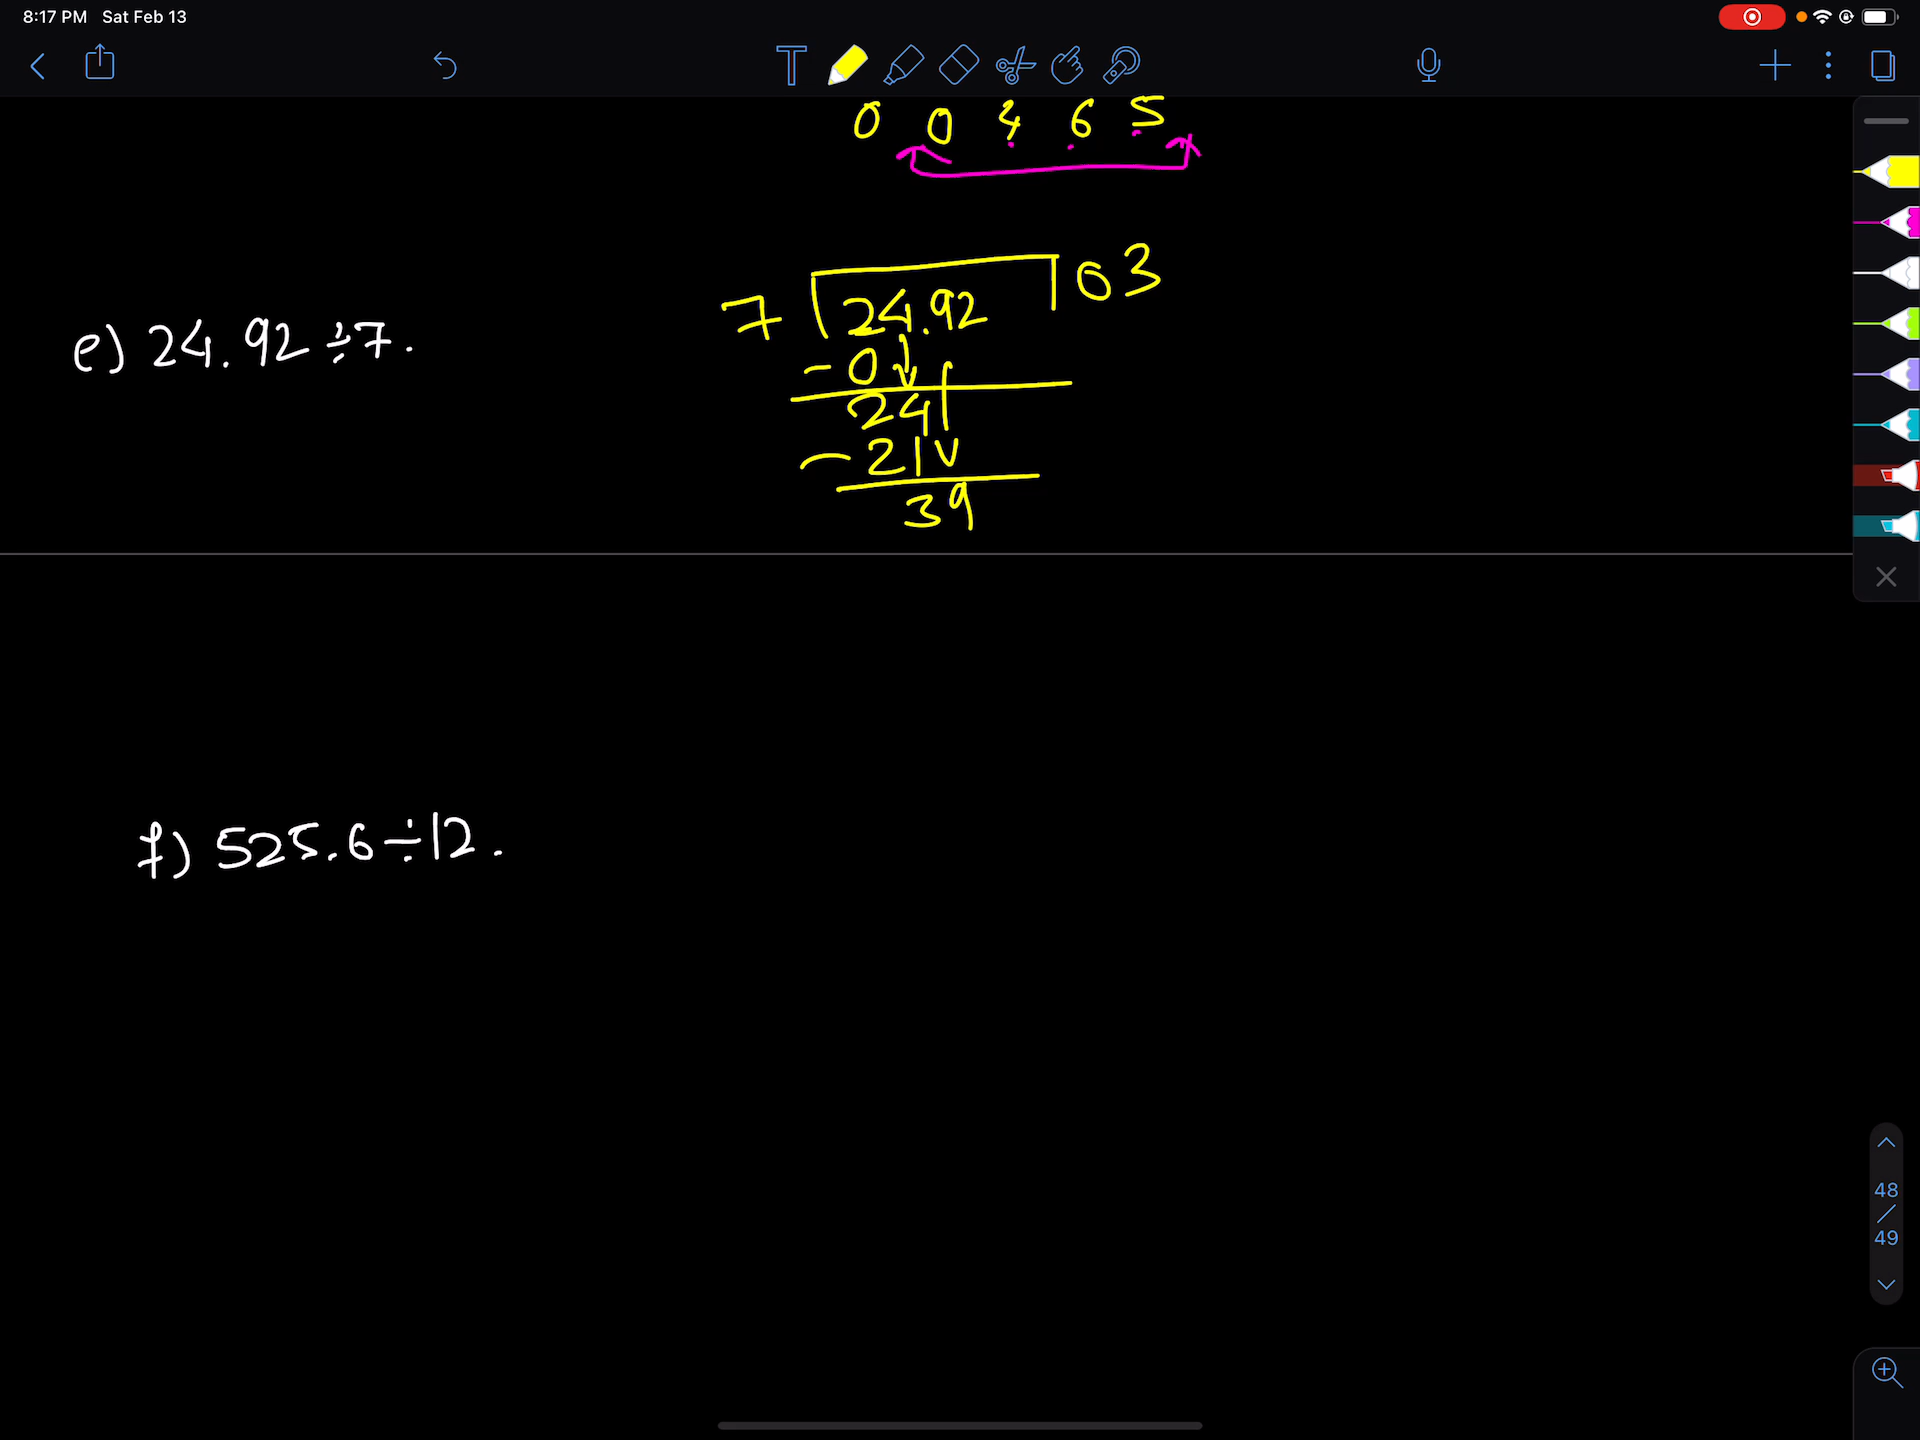 8:17 PM Sat Feb 13
T
0 0 4 6 5
7 24.92 03
- 0
24
- 21
39
e) 24.92 ÷ 7.
f) 525.6 ÷ 12.
48
/
49